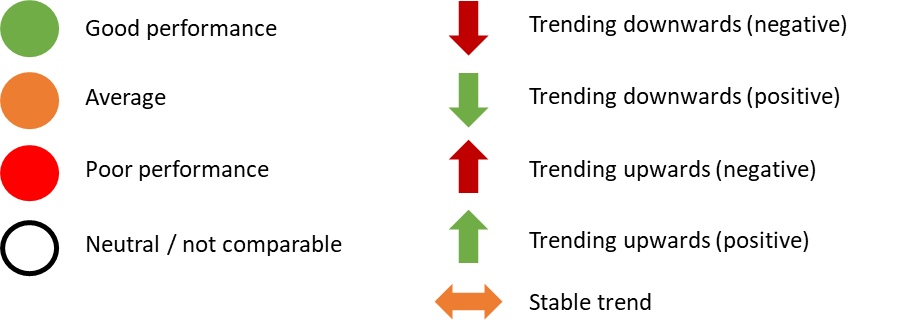 Good performance
Average
Poor performance
Neutral / not comparable
Trending downwards (negative)
Trending downwards (positive)
Trending upwards (negative)
Trending upwards (positive)
Stable trend